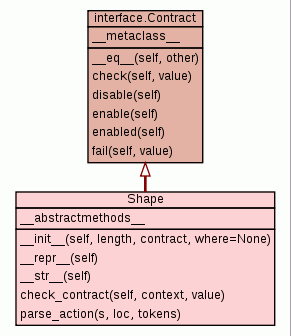 interface.Contract
__metaclass__
__eq__(self, other)
check(self, value)
disable(self)
enable(self)
enabled(self)
fail(self, value)
Shape
__abstractmethods__
__init__(self, length, contract, where=None)
__repr__(self)
__str__(self)
check_contract(self, context, value)
parse_action(s, loc, tokens)